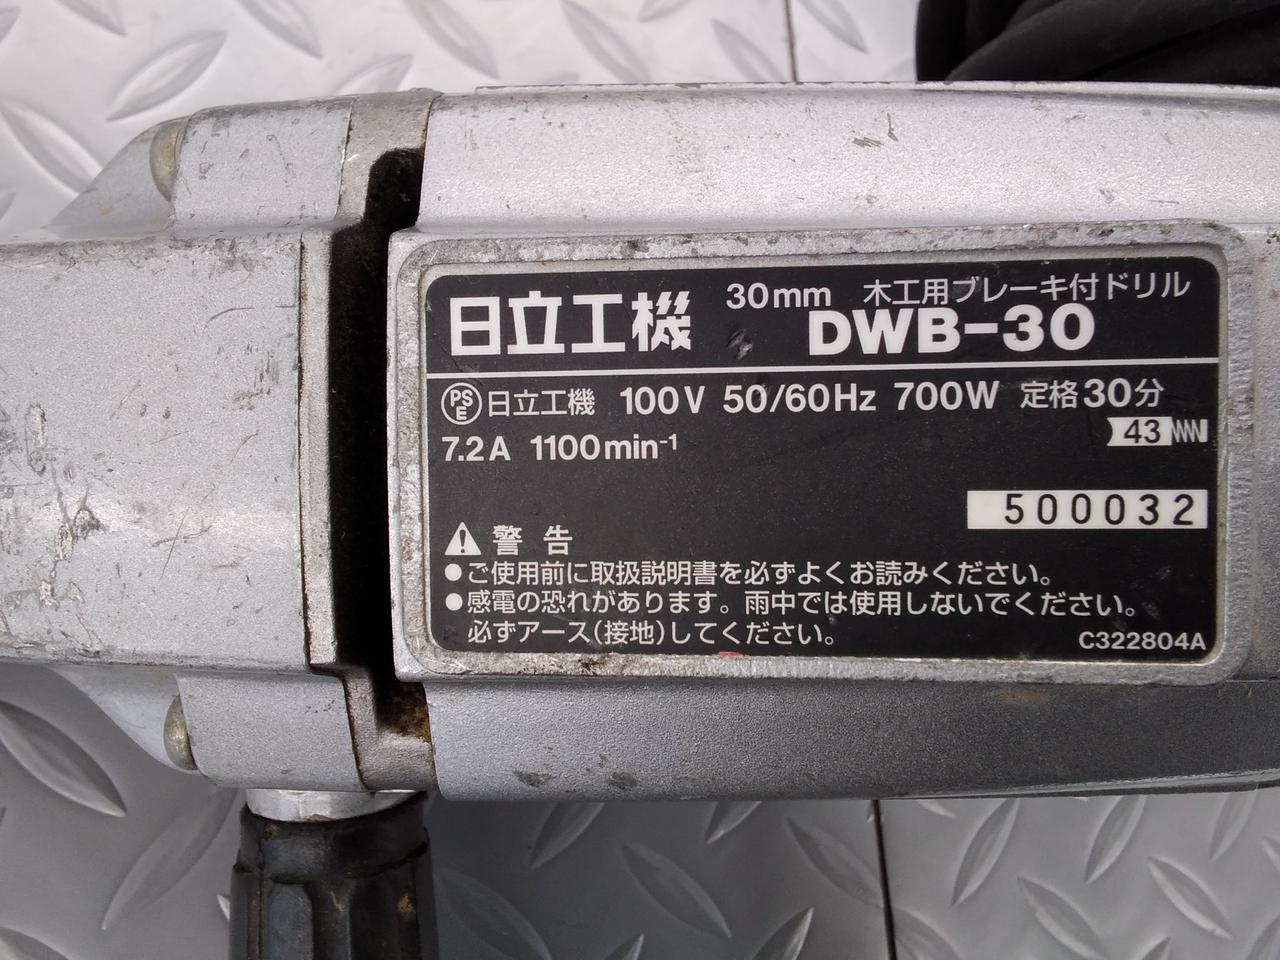 日立工機 30mm 木工用ブレーキ付ドリル
DWB-30
PSE 日立工機 100V 50/60Hz 700W 定格30分
7.2A 1100min⁻¹ 43
500032
警告
●ご使用前に取扱説明書を必ずよくお読みください。
●感電の恐れがあります。雨中では使用しないでください。
必ずアース(接地)してください。
C322804A